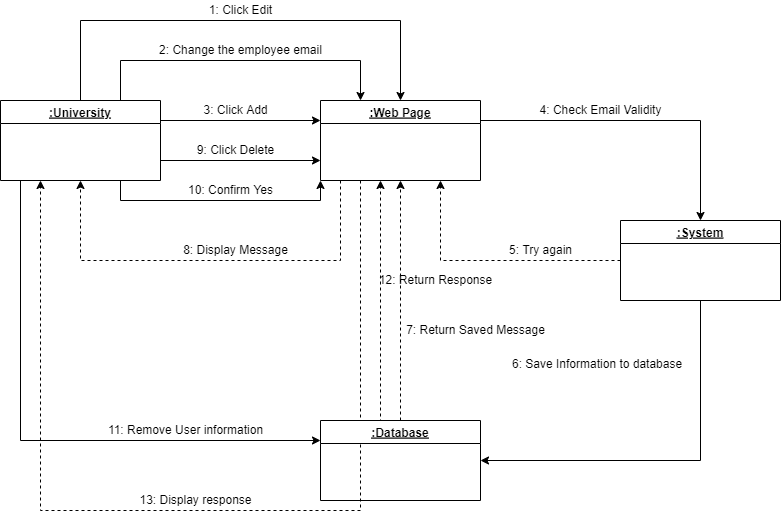 1: Click Edit
2: Change the employee email
:University
3: Click Add
:Web Page
4: Check Email Validity
9: Click Delete
10: Confirm Yes
:System
8: Display Message
5: Try again
12: Return Response
7: Return Saved Message
6: Save Information to database
11: Remove User information
:Database
13: Display response